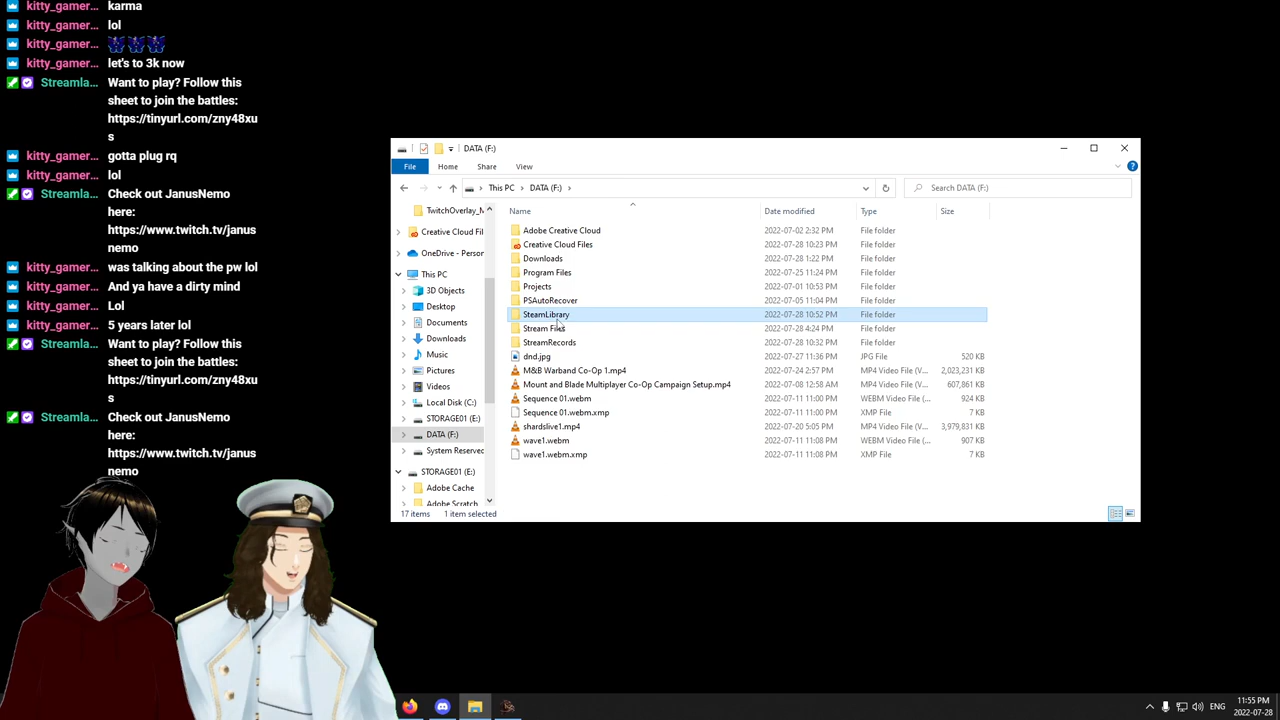 kitty_gamer... karma
kitty_gamer... lol
kitty_gamer...
kitty_gamer... let's to 3k now
Streamla... Want to play? Follow this
sheet to join the battles:
https://tinyurl.com/zny48xu
s
kitty_gamer... gotta plug rq
kitty_gamer... lol
Streamla... Check out JanusNemo
here:
https://www.twitch.tv/janus
nemo
kitty_gamer... was talking about the pw lol
kitty_gamer... And ya have a dirty mind
kitty_gamer... Lol
kitty_gamer... 5 years later lol
Streamla... Want to play? Follow this
sheet to join the battles:
https://tinyurl.com/zny48xu
s
Streamla... Check out JanusNemo
here:
https://www.twitch.tv/janus
nemo
DATA (F:)
File Home Share View
This PC DATA (F:)
Search DATA (F:)
TwitchOverlay_M
Creative Cloud Fil
OneDrive - Person
This PC
3D Objects
Desktop
Documents
Downloads
Music
Pictures
Videos
Local Disk (C:)
STORAGE01 (E:)
DATA (F:)
System Reserved
STORAGE01 (E:)
Adobe Cache
Adobe Scratch
Name Date modified Type Size
Adobe Creative Cloud 2022-07-02 2:32 PM File folder
Creative Cloud Files 2022-07-28 10:23 PM File folder
Downloads 2022-07-28 1:22 PM File folder
Program Files 2022-07-25 11:24 PM File folder
Projects 2022-07-01 10:53 PM File folder
PSAutoRecover 2022-07-05 11:04 PM File folder
SteamLibrary 2022-07-28 10:52 PM File folder
Stream Files 2022-07-28 4:24 PM File folder
StreamRecords 2022-07-28 10:32 PM File folder
dnd.jpg 2022-07-27 11:36 PM JPG File 520 KB
M&B Warband Co-Op 1.mp4 2022-07-24 2:57 PM MP4 Video File (V... 2,023,231 KB
Mount and Blade Multiplayer Co-Op Campaign Setup.mp4 2022-07-08 12:58 AM MP4 Video File (V... 607,861 KB
Sequence 01.webm 2022-07-11 11:00 PM WEBM Video File (... 924 KB
Sequence 01.webm.xmp 2022-07-11 11:00 PM XMP File 7 KB
shardslive1.mp4 2022-07-20 5:05 PM MP4 Video File (V... 3,979,831 KB
wave1.webm 2022-07-11 11:08 PM WEBM Video File (... 907 KB
wave1.webm.xmp 2022-07-11 11:08 PM XMP File 7 KB
17 items 1 item selected
ENG
11:55 PM
2022-07-28